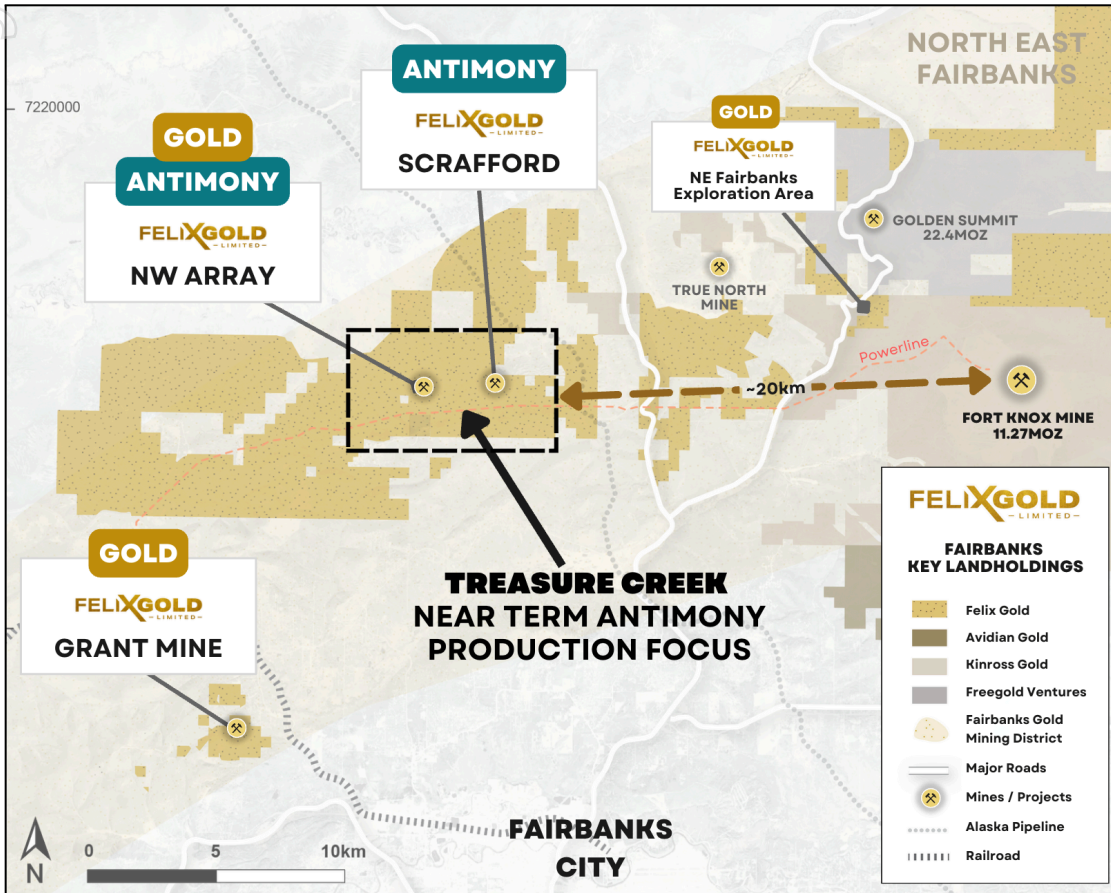 NORTH EAST
FAIRBANKS
7220000
ANTIMONY
FELIXGOLD
LIMITED
SCRAFFORD
GOLD
ANTIMONY
FELIXGOLD
LIMITED
NW ARRAY
GOLD
FELIXGOLD
LIMITED
NE Fairbanks
Exploration Area
GOLDEN SUMMIT
22.4MOZ
TRUE NORTH
MINE
Powerline
~20km
FORT KNOX MINE
11.27MOZ
TREASURE CREEK
NEAR TERM ANTIMONY
PRODUCTION FOCUS
GOLD
FELIXGOLD
LIMITED
GRANT MINE
FAIRBANKS
CITY
N
0 5 10km
FELIXGOLD
LIMITED
FAIRBANKS
KEY LANDHOLDINGS
Felix Gold
Avidian Gold
Kinross Gold
Freegold Ventures
Fairbanks Gold
Mining District
Major Roads
Mines / Projects
Alaska Pipeline
Railroad